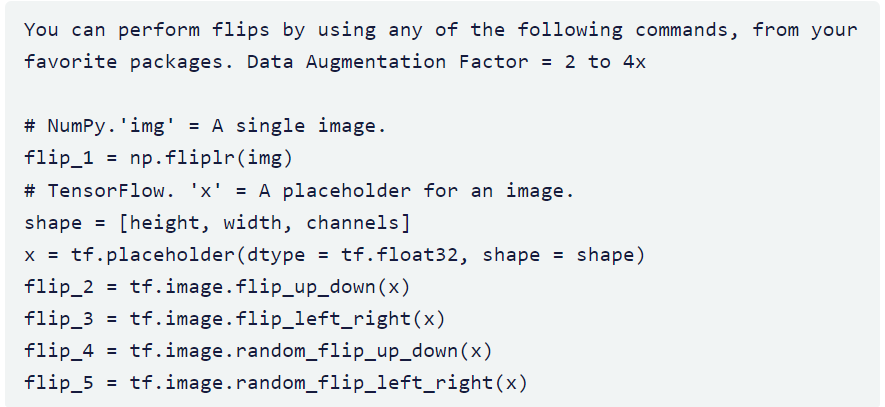 You can perform flips by using any of the following commands, from your
favorite packages. Data Augmentation Factor = 2 to 4x
# NumPy.'img' = A single image.
flip_1 = np.fliplr(img)
# TensorFlow. 'x' = A placeholder for an image.
shape = [height, width, channels]
x = tf.placeholder(dtype = tf.float32, shape = shape)
flip_2 = tf.image.flip_up_down(x)
flip_3 = tf.image.flip_left_right(x)
flip_4 = tf.image.random_flip_up_down(x)
flip_5 = tf.image.random_flip_left_right(x)